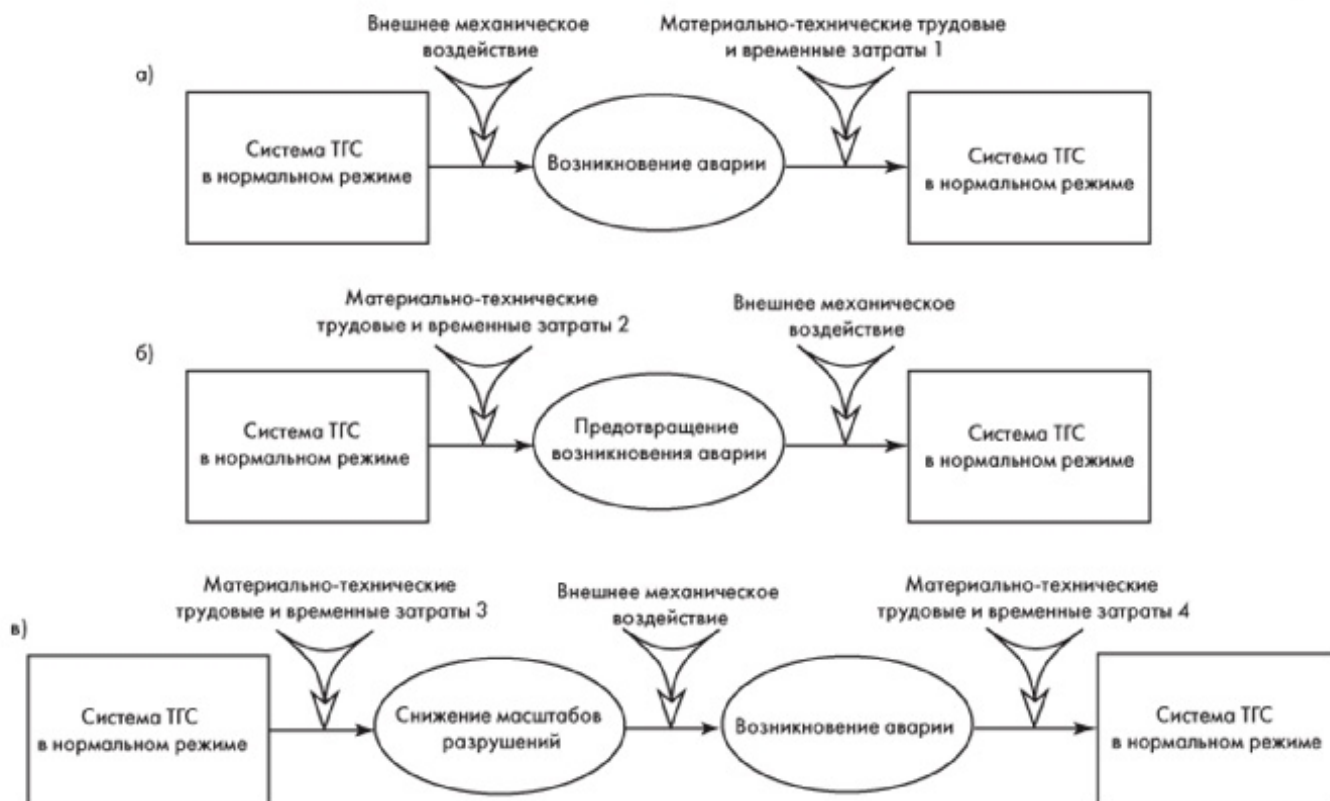 а)
Внешнее механическое
воздействие
Материально-технические трудовые
и временные затраты 1
Система ТГС
в нормальном режиме
Возникновение аварии
Система ТГС
в нормальном режиме
б)
Материально-технические
трудовые и временные затраты 2
Внешнее механическое
воздействие
Система ТГС
в нормальном режиме
Предотвращение
возникновения аварии
Система ТГС
в нормальном режиме
в)
Материально-технические
трудовые и временные затраты 3
Внешнее механическое
воздействие
Материально-технические
трудовые и временные затраты 4
Система ТГС
в нормальном режиме
Снижение масштабов
разрушений
Возникновение аварии
Система ТГС
в нормальном режиме